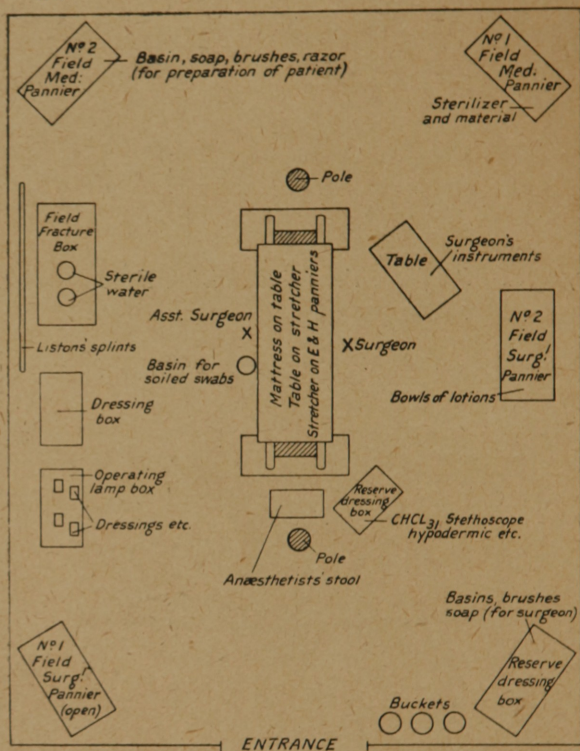 Nº 2
Field
Med:
Pannier
Basin, soap, brushes, razor
(for preparation of patient)
Nº 1
Field
Med.
Pannier
Sterilizer
and material
Pole
Field
Fracture
Box
Sterile
water
Liston's splints
Asst. Surgeon
X
Basin for
soiled swabs
Mattress on table
Table on stretcher
Stretcher on E & H panniers
X Surgeon
Table
Surgeon's
instruments
Nº 2
Field
Surg!
Pannier
Bowls of lotions
Dressing
box
Operating
lamp box
Dressings etc.
Reserve
dressing
box
CHCL3, Stethoscope
hypodermic etc.
Pole
Anæsthetists' stool
Nº 1
Field
Surg!
Pannier
(open)
Basins, brushes
soap (for surgeon)
Reserve
dressing
box
Buckets
ENTRANCE